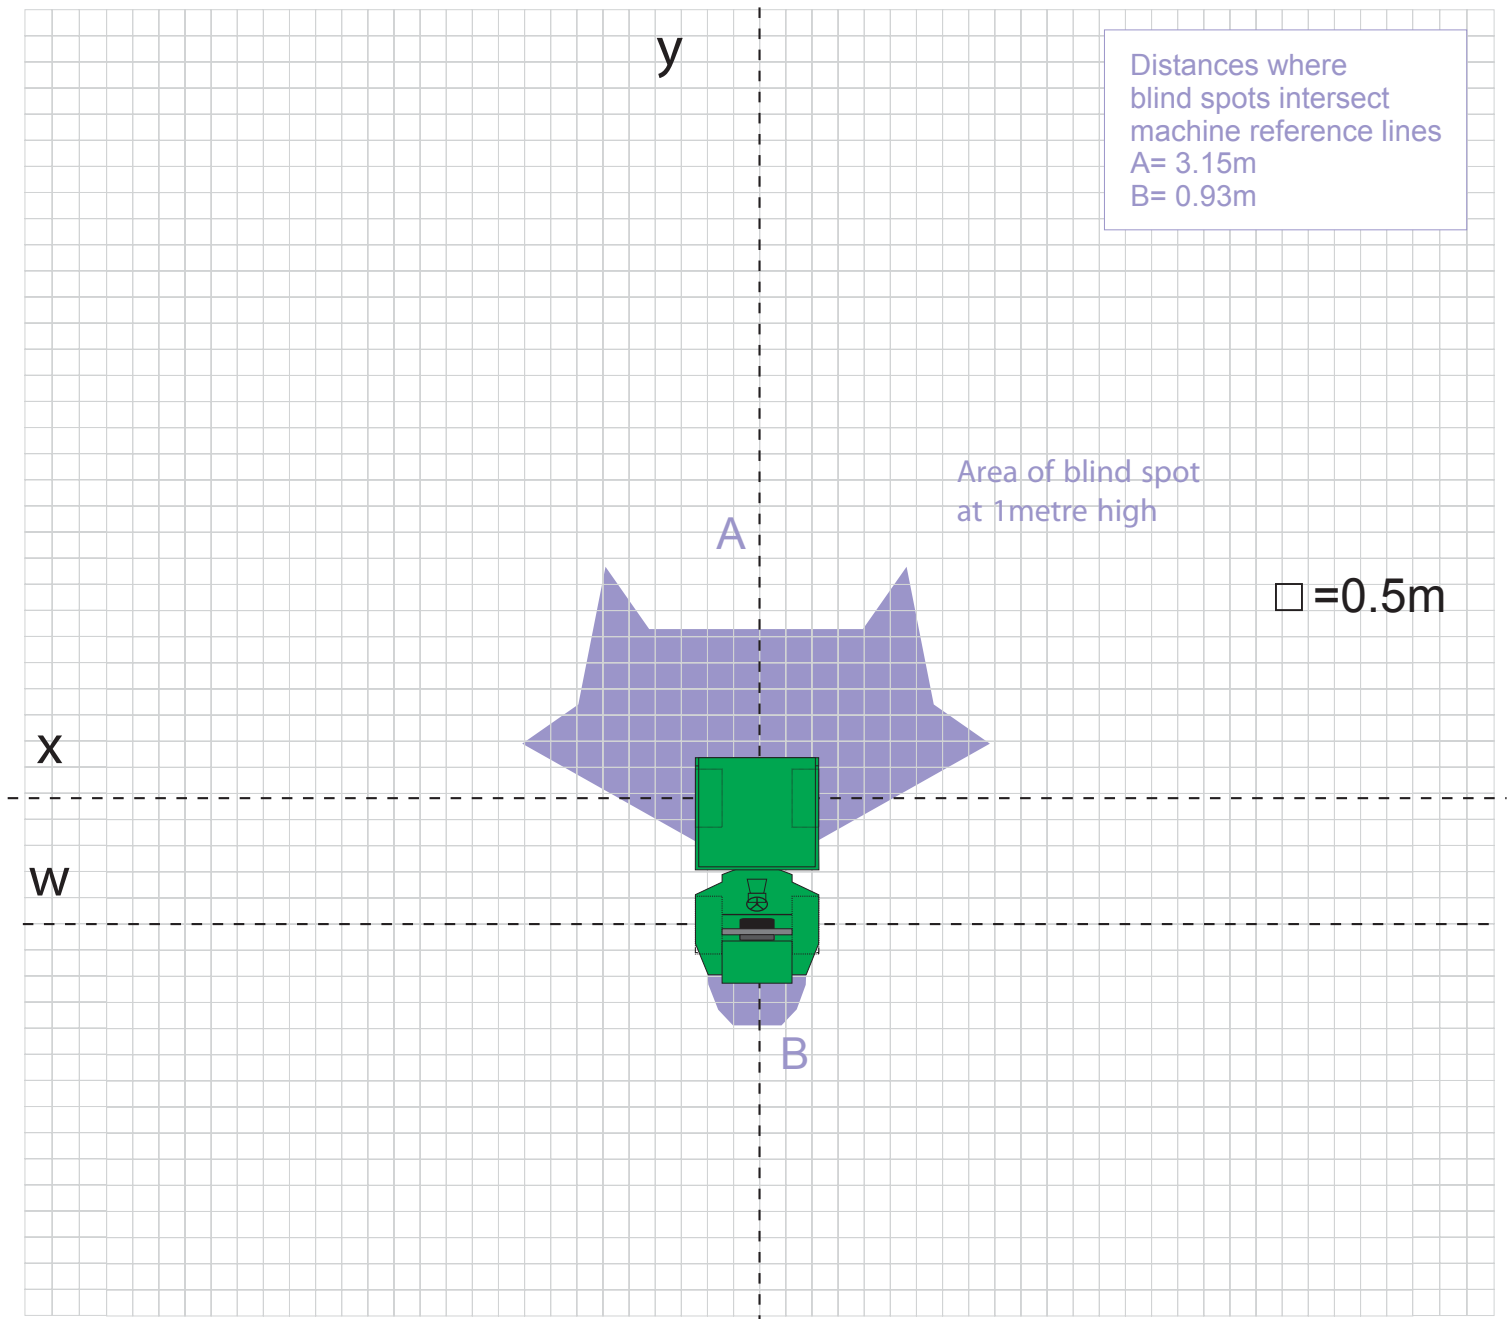 y
Distances where
blind spots intersect
machine reference lines
A= 3.15m
B= 0.93m
Area of blind spot
at 1metre high
A
=0.5m
x
w
B